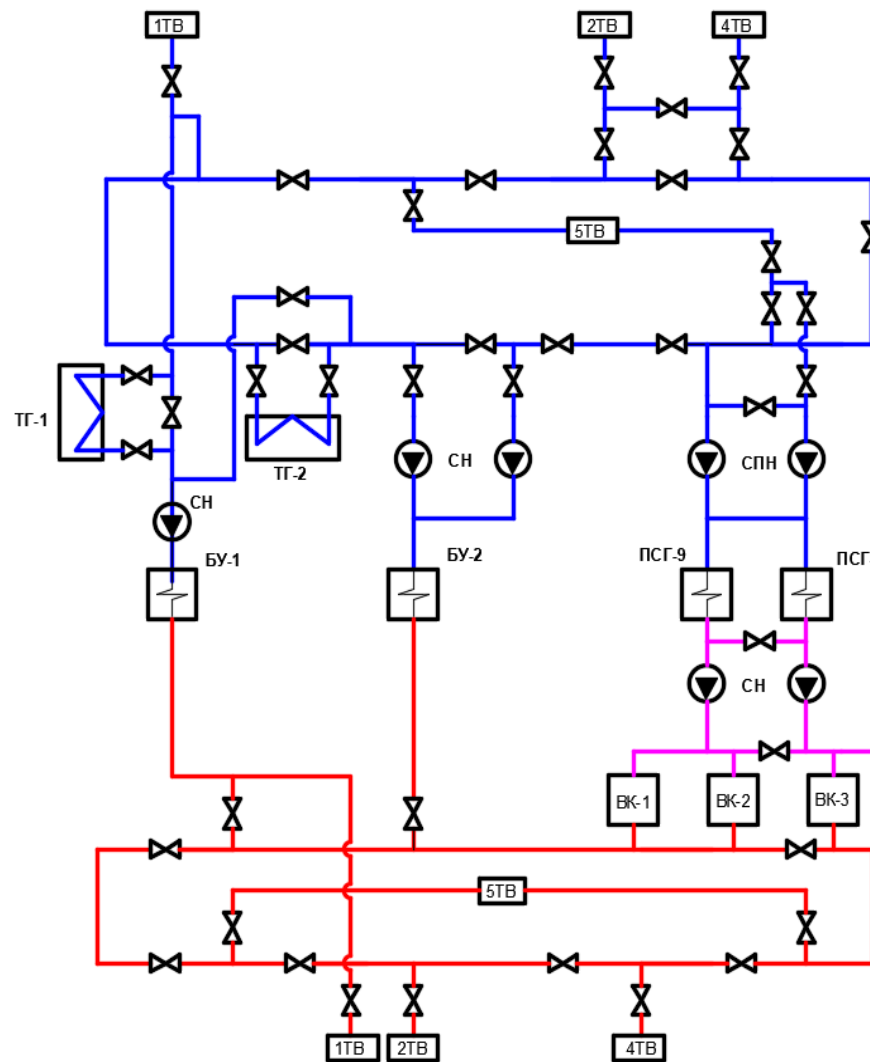 1ТВ
2ТВ
4ТВ
5ТВ
ТГ-1
ТГ-2
СН
СПН
СН
БУ-1
БУ-2
ПСГ-9
ПСГ-
СН
ВК-1
ВК-2
ВК-3
5ТВ
1ТВ
2ТВ
4ТВ